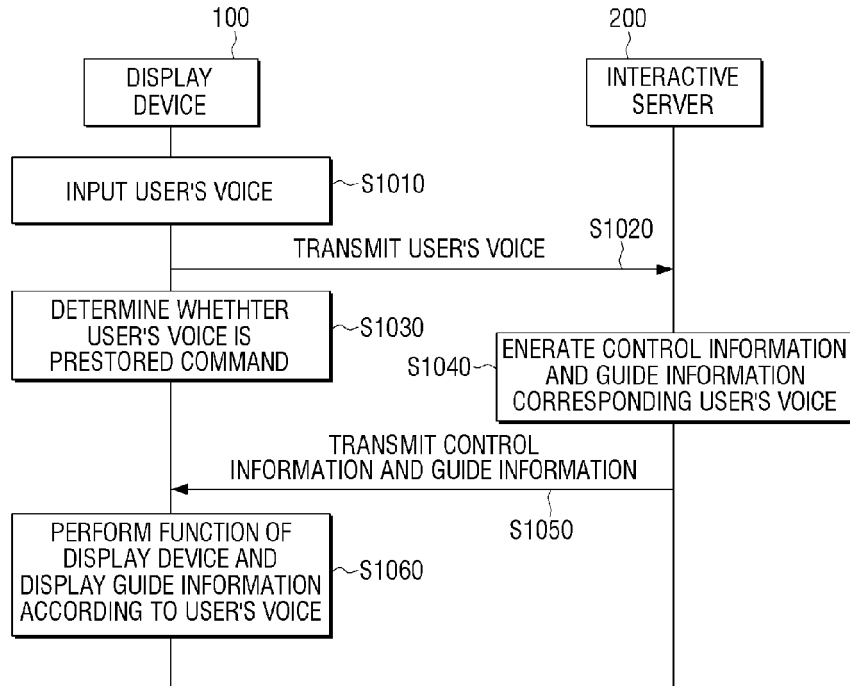 100
200
DISPLAY
DEVICE
INTERACTIVE
SERVER
INPUT USER'S VOICE
S1010
TRANSMIT USER'S VOICE
S1020
DETERMINE WHETHTER
USER'S VOICE IS
PRESTORED COMMAND
S1030
S1040
ENERATE CONTROL INFORMATION
AND GUIDE INFORMATION
CORRESPONDING USER'S VOICE
TRANSMIT CONTROL
INFORMATION AND GUIDE INFORMATION
S1050
PERFORM FUNCTION OF
DISPLAY DEVICE AND
DISPLAY GUIDE INFORMATION
ACCORDING TO USER'S VOICE
S1060